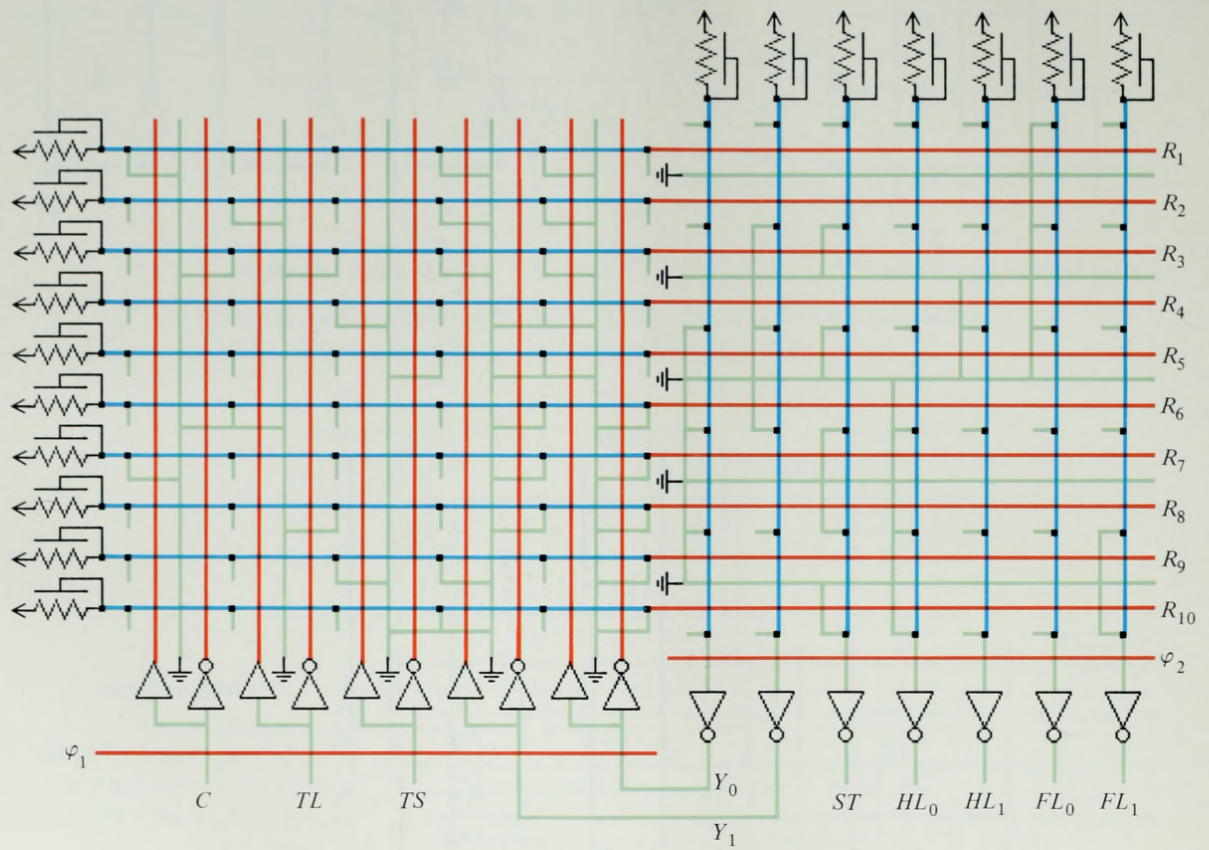 R1
R2
R3
R4
R5
R6
R7
R8
R9
R10
φ2
φ1
C TL TS Y0 ST HL0 HL1 FL0 FL1
Y1